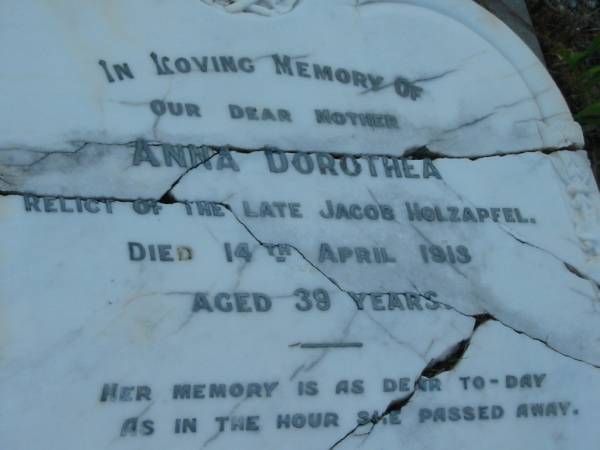 IN LOVING MEMORY OF
OUR DEAR MOTHER
ANNA DOROTHEA
RELICT OF THE LATE JACOB HOLZAPFEL.
DIED 14TH APRIL 1913
AGED 39 YEARS.
HER MEMORY IS AS DEAR TO-DAY
AS IN THE HOUR SHE PASSED AWAY.